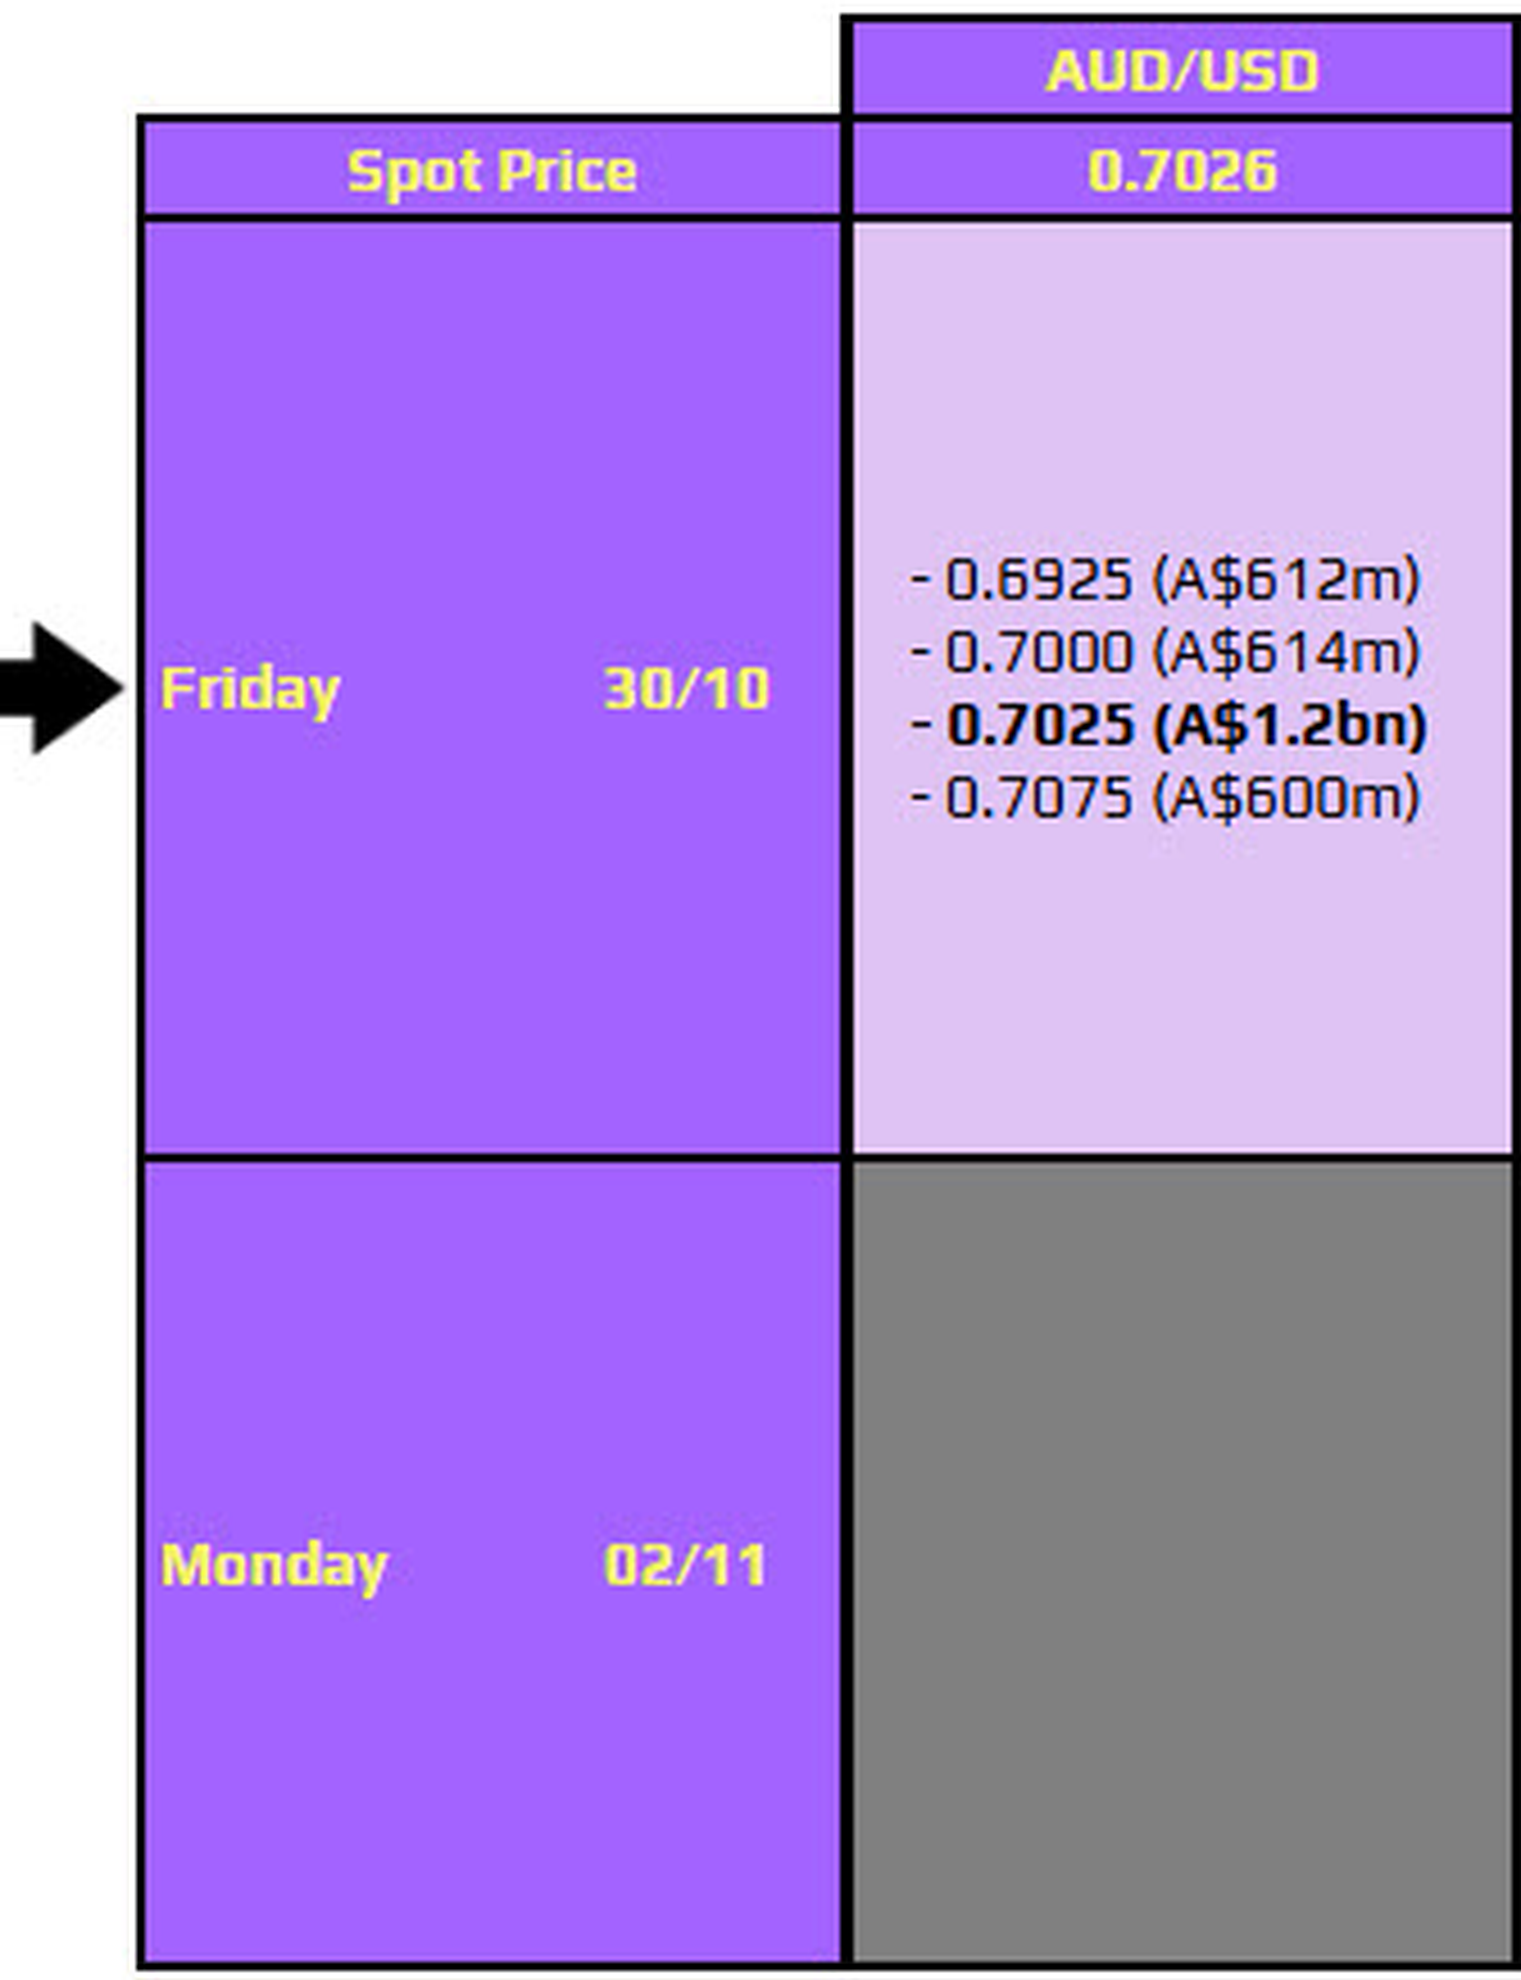 AUD/USD
Spot Price 0.7026
Friday 30/10
- 0.6925 (A$612m)
- 0.7000 (A$614m)
- 0.7025 (A$1.2bn)
- 0.7075 (A$600m)
Monday 02/11